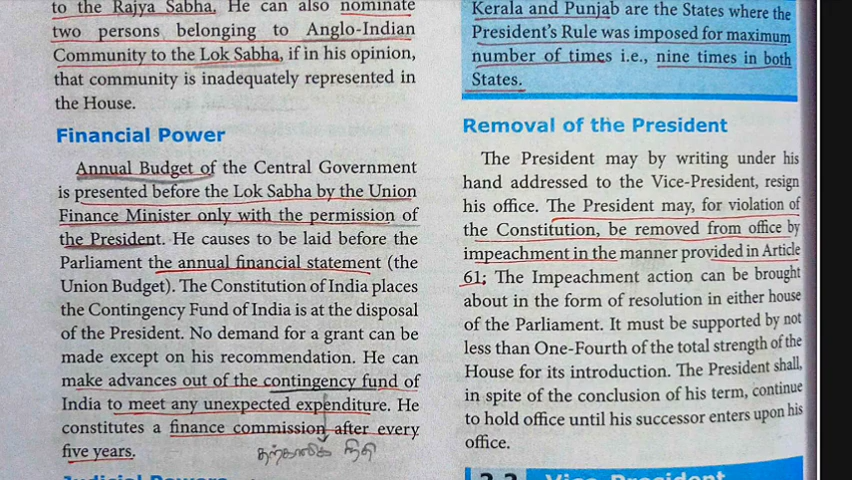 to the Rajya Sabha. He can also nominate
two persons belonging to Anglo-Indian
Community to the Lok Sabha, if in his opinion,
that community is inadequately represented in
the House.
Financial Power
Annual Budget of the Central Government
is presented before the Lok Sabha by the Union
Finance Minister only with the permission of
the President. He causes to be laid before the
Parliament the annual financial statement (the
Union Budget). The Constitution of India places
the Contingency Fund of India is at the disposal
of the President. No demand for a grant can be
made except on his recommendation. He can
make advances out of the contingency fund of
India to meet any unexpected expenditure. He
constitutes a finance commission after every
five years.
தற்காலிக நிதி
Judicial Powers
Kerala and Punjab are the States where the
President's Rule was imposed for maximum
number of times i.e., nine times in both
States.
Removal of the President
The President may by writing under his
hand addressed to the Vice-President, resign
his office. The President may, for violation of
the Constitution, be removed from office by
impeachment in the manner provided in Article
61; The Impeachment action can be brought
about in the form of resolution in either house
of the Parliament. It must be supported by not
less than One-Fourth of the total strength of the
House for its introduction. The President shall,
in spite of the conclusion of his term, continue
to hold office until his successor enters upon his
office.
Vice-President